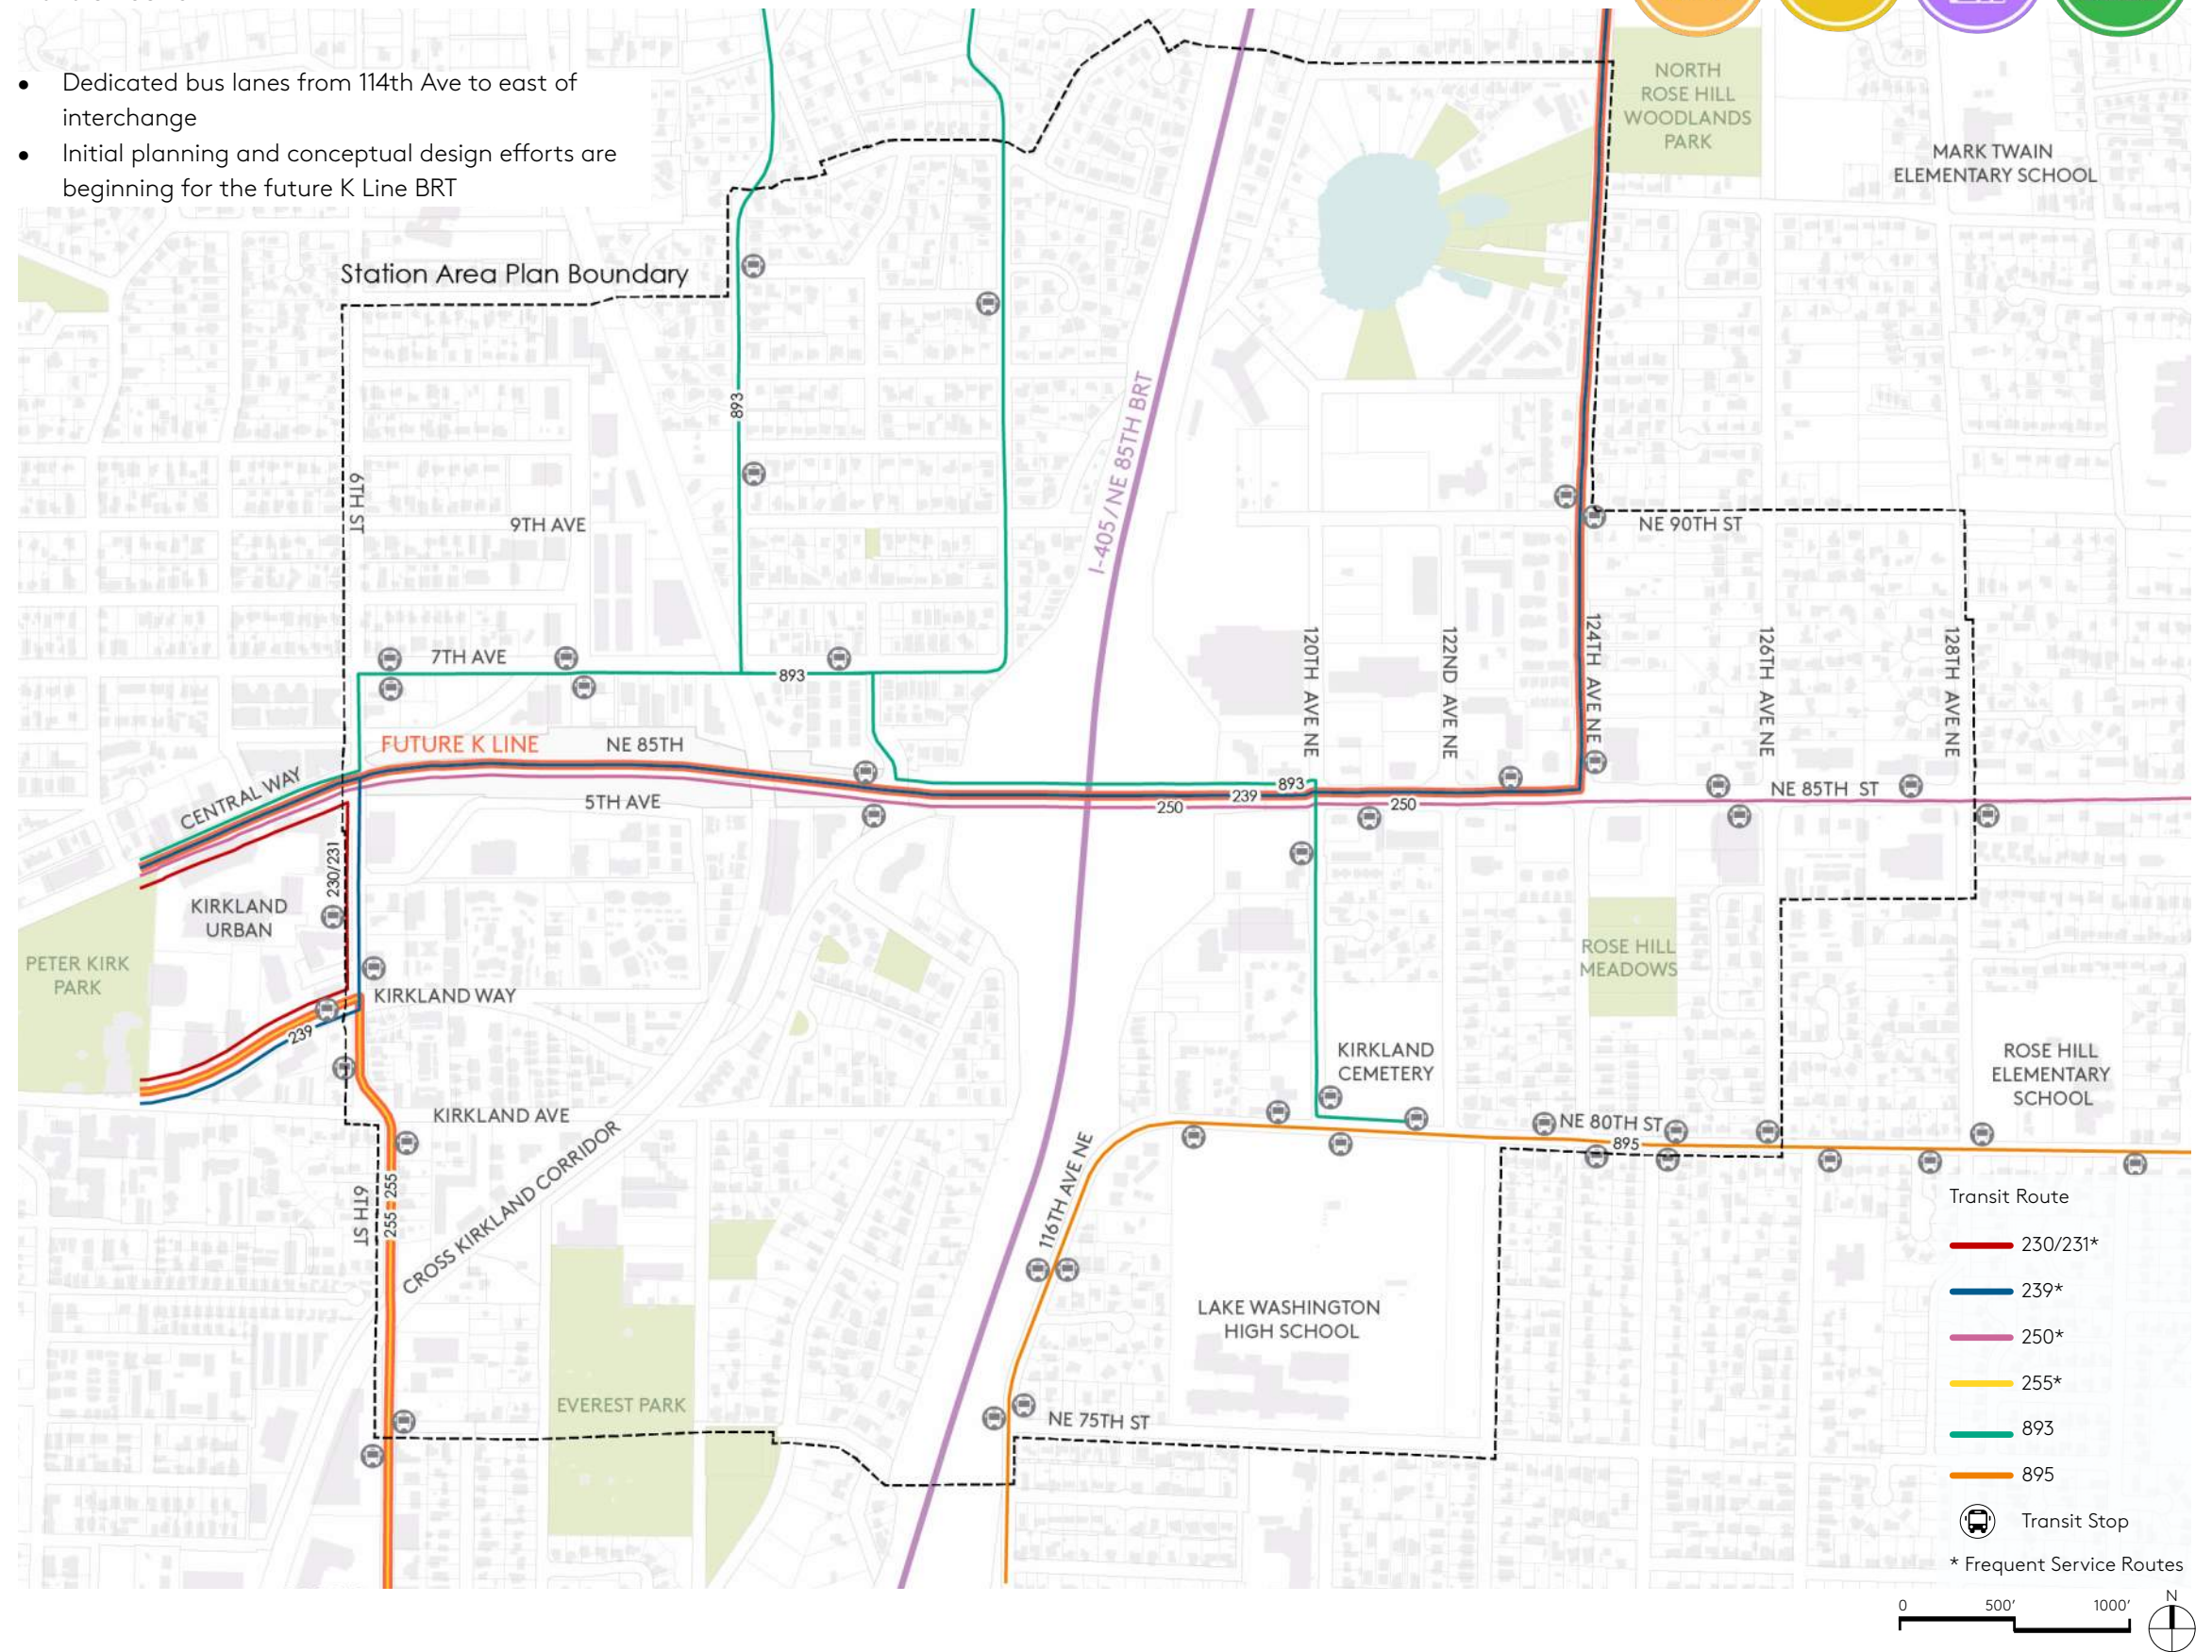 Dedicated bus lanes from 114th Ave to east of
interchange
Initial planning and conceptual design efforts are
beginning for the future K Line BRT
NORTH
ROSE HILL
WOODLANDS
PARK
MARK TWAIN
ELEMENTARY SCHOOL
Station Area Plan Boundary
893
I-405 / NE 85TH BRT
6TH ST
9TH AVE
NE 90TH ST
7TH AVE
893
120TH AVE NE
122ND AVE NE
124TH AVE NE
126TH AVE NE
128TH AVE NE
FUTURE K LINE
NE 85TH
CENTRAL WAY
5TH AVE
893
239
250
250
NE 85TH ST
230/231
KIRKLAND
URBAN
PETER KIRK
PARK
KIRKLAND WAY
239
ROSE HILL
MEADOWS
KIRKLAND
CEMETERY
ROSE HILL
ELEMENTARY
SCHOOL
KIRKLAND AVE
NE 80TH ST
895
CROSS KIRKLAND CORRIDOR
116TH AVE NE
6TH ST
255
255
255
LAKE WASHINGTON
HIGH SCHOOL
EVEREST PARK
NE 75TH ST
Transit Route
230/231*
239*
250*
255*
893
895
Transit Stop
* Frequent Service Routes
0 500' 1000'
N